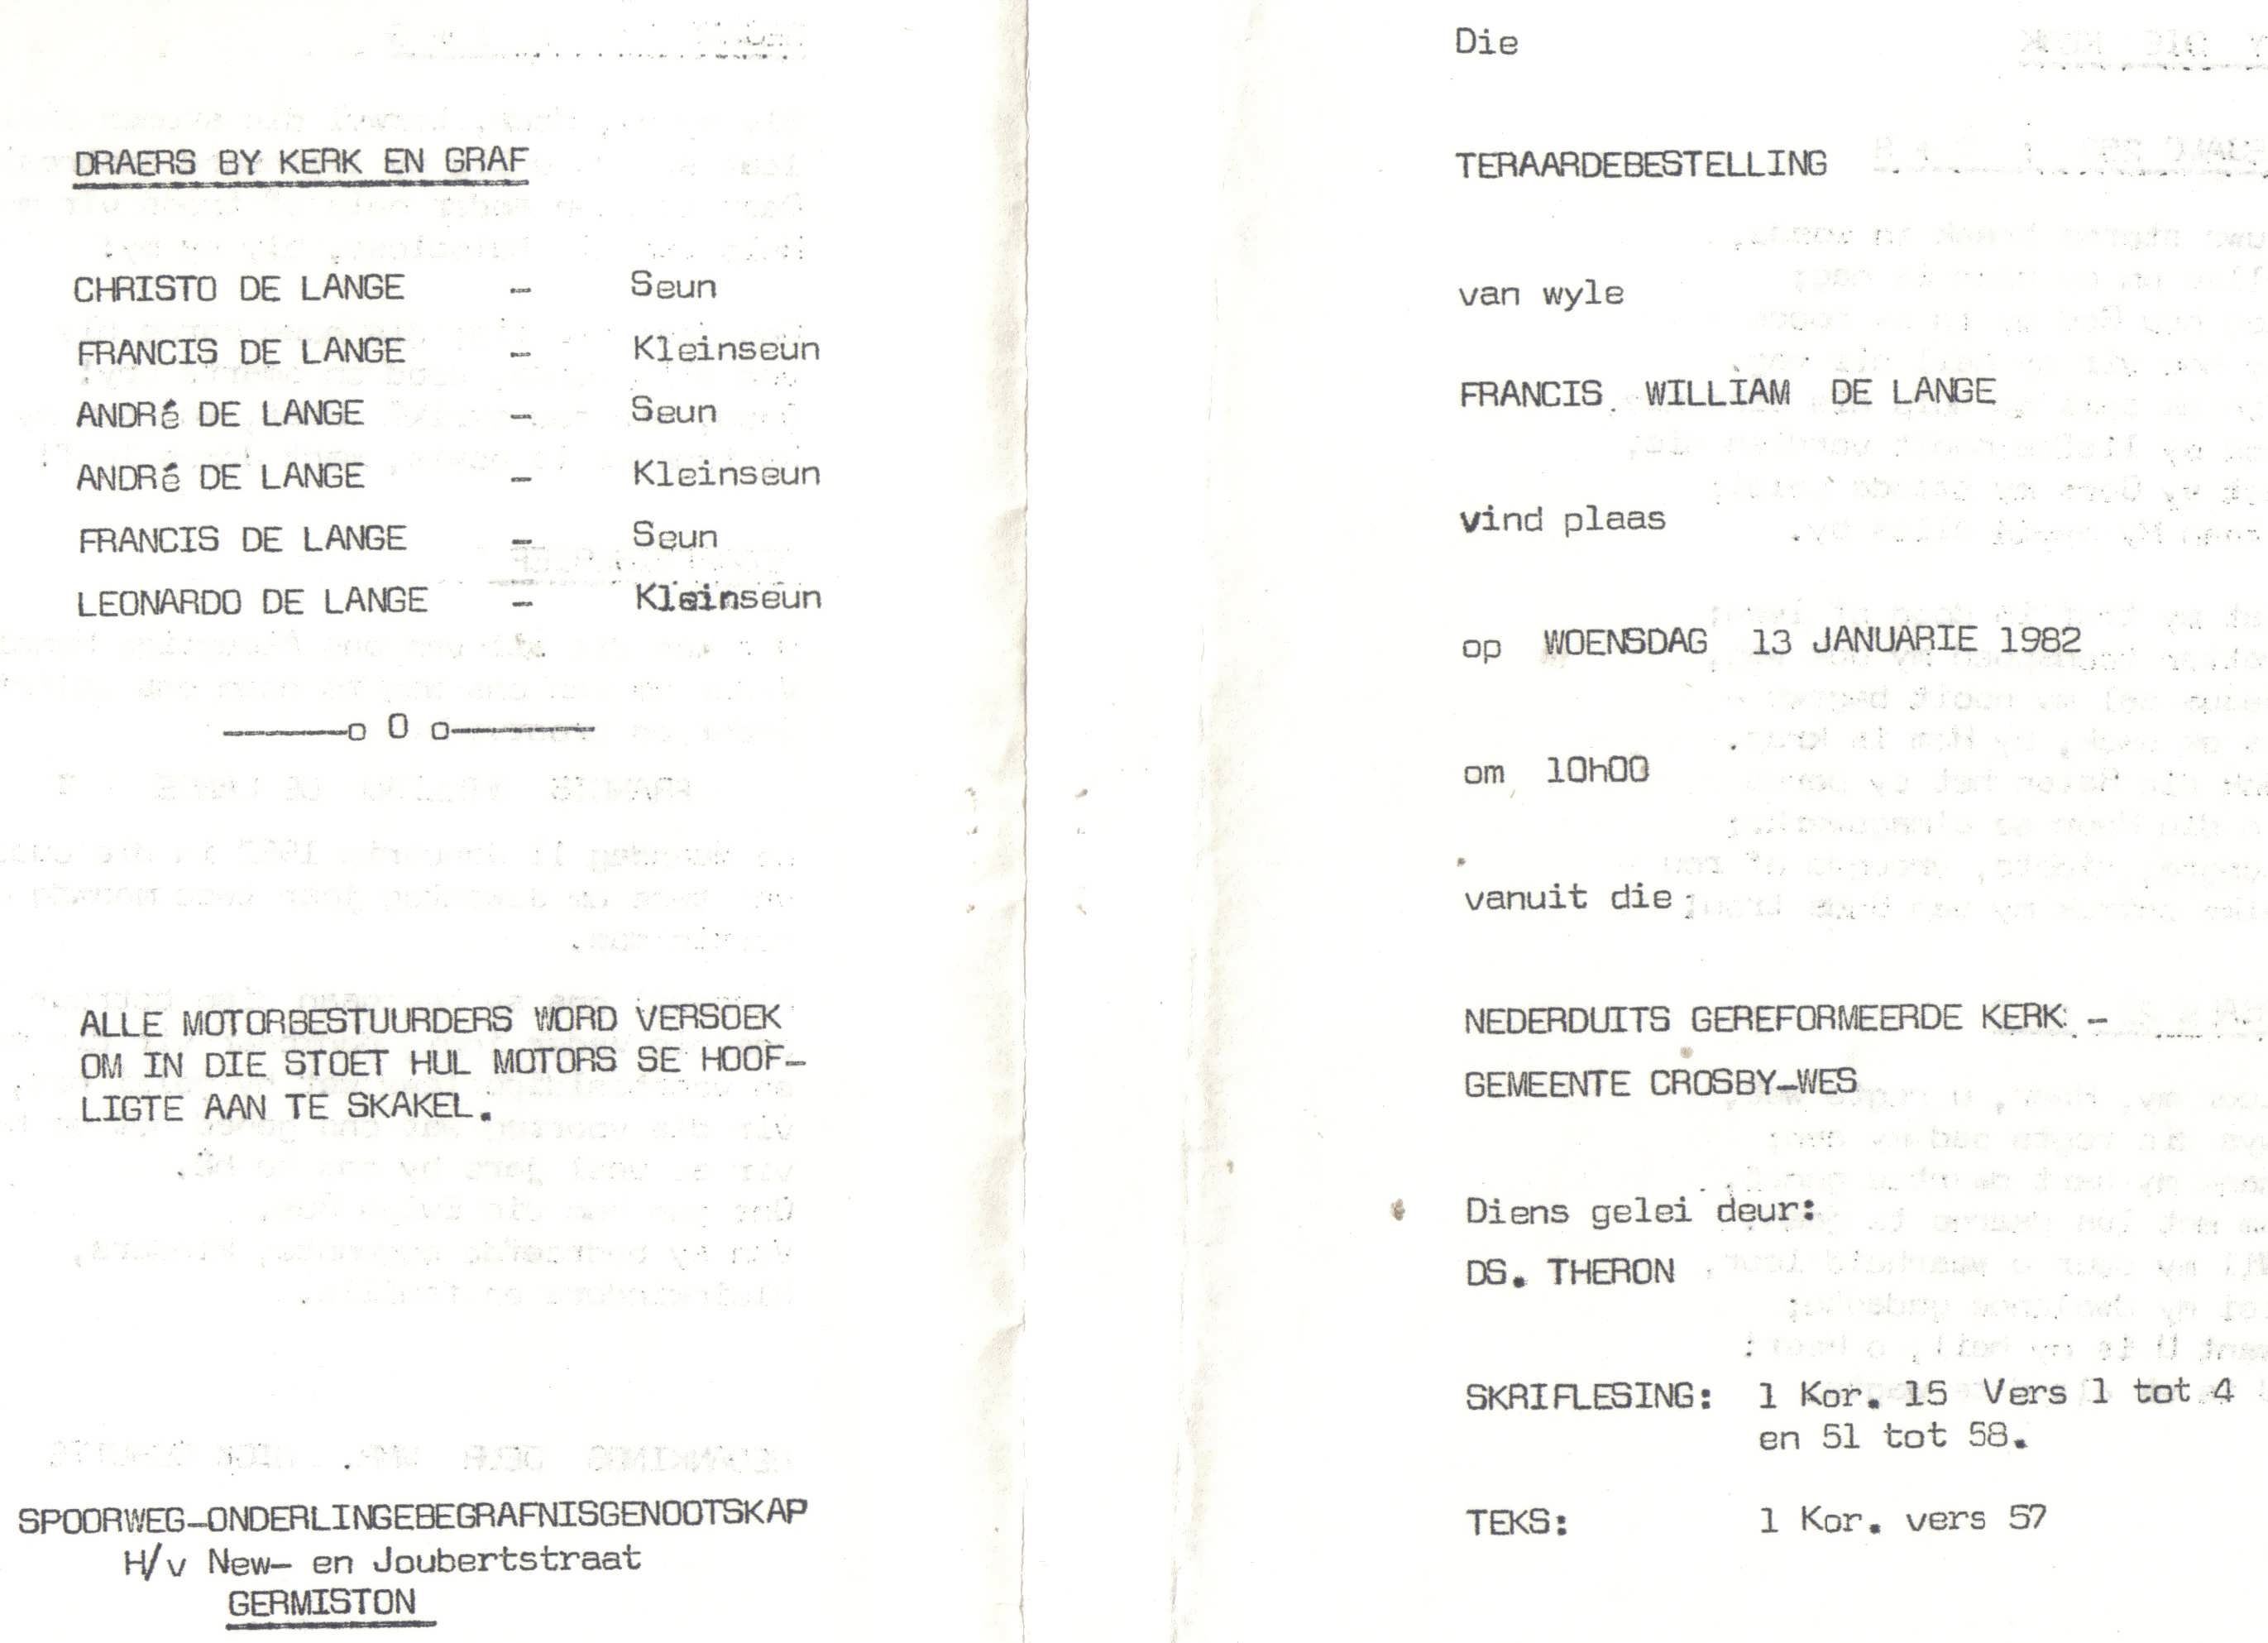 DRAERS BY KERK EN GRAF
CHRISTO DE LANGE - Seun
FRANCIS DE LANGE - Kleinseun
ANDRé DE LANGE - Seun
ANDRé DE LANGE - Kleinseun
FRANCIS DE LANGE - Seun
LEONARDO DE LANGE - Kleinseun
------o O o-------
ALLE MOTORBESTUURDERS WORD VERSOEK
OM IN DIE STOET HUL MOTORS SE HOOF-
LIGTE AAN TE SKAKEL.
SPOORWEG-ONDERLINGEBEGRAFNISGENOOTSKAP
H/v New- en Joubertstraat
GERMISTON
Die
TERAARDEBESTELLING
van wyle
FRANCIS WILLIAM DE LANGE
vind plaas
op WOENSDAG 13 JANUARIE 1982
om 10h00
vanuit die
NEDERDUITS GEREFORMEERDE KERK -
GEMEENTE CROSBY-WES
Diens gelei deur:
DS. THERON
SKRIFLESING: 1 Kor. 15 Vers 1 tot 4
en 51 tot 58.
TEKS: 1 Kor. vers 57